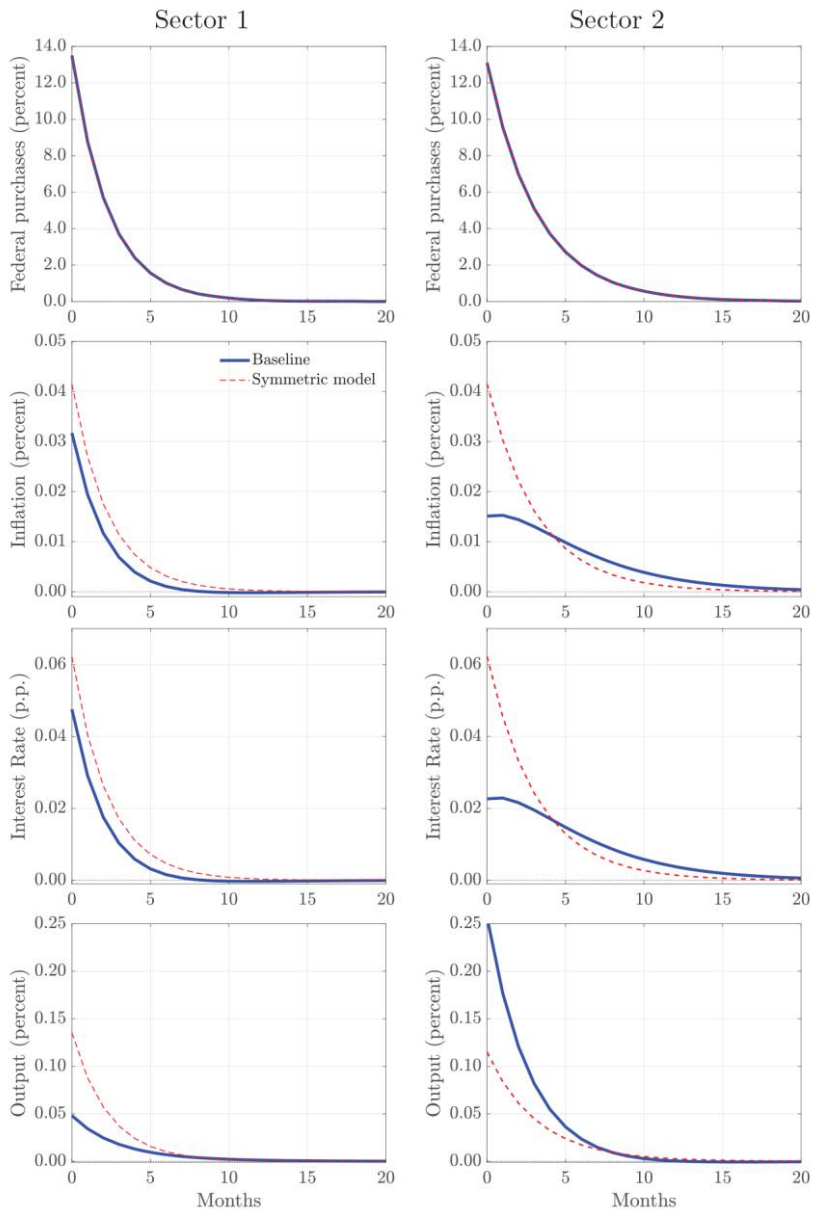 Sector 1
Sector 2
Federal purchases (percent)
14.0
12.0
10.0
8.0
6.0
4.0
2.0
0.0
0 5 10 15 20
Federal purchases (percent)
14.0
12.0
10.0
8.0
6.0
4.0
2.0
0.0
0 5 10 15 20
Inflation (percent)
0.05
0.04
0.03
0.02
0.01
0.00
Baseline
Symmetric model
0 5 10 15 20
Inflation (percent)
0.05
0.04
0.03
0.02
0.01
0.00
0 5 10 15 20
Interest Rate (p.p.)
0.06
0.04
0.02
0.00
0 5 10 15 20
Interest Rate (p.p.)
0.06
0.04
0.02
0.00
0 5 10 15 20
Output (percent)
0.25
0.20
0.15
0.10
0.05
0.00
0 5 10 15 20
Months
Output (percent)
0.25
0.20
0.15
0.10
0.05
0.00
0 5 10 15 20
Months